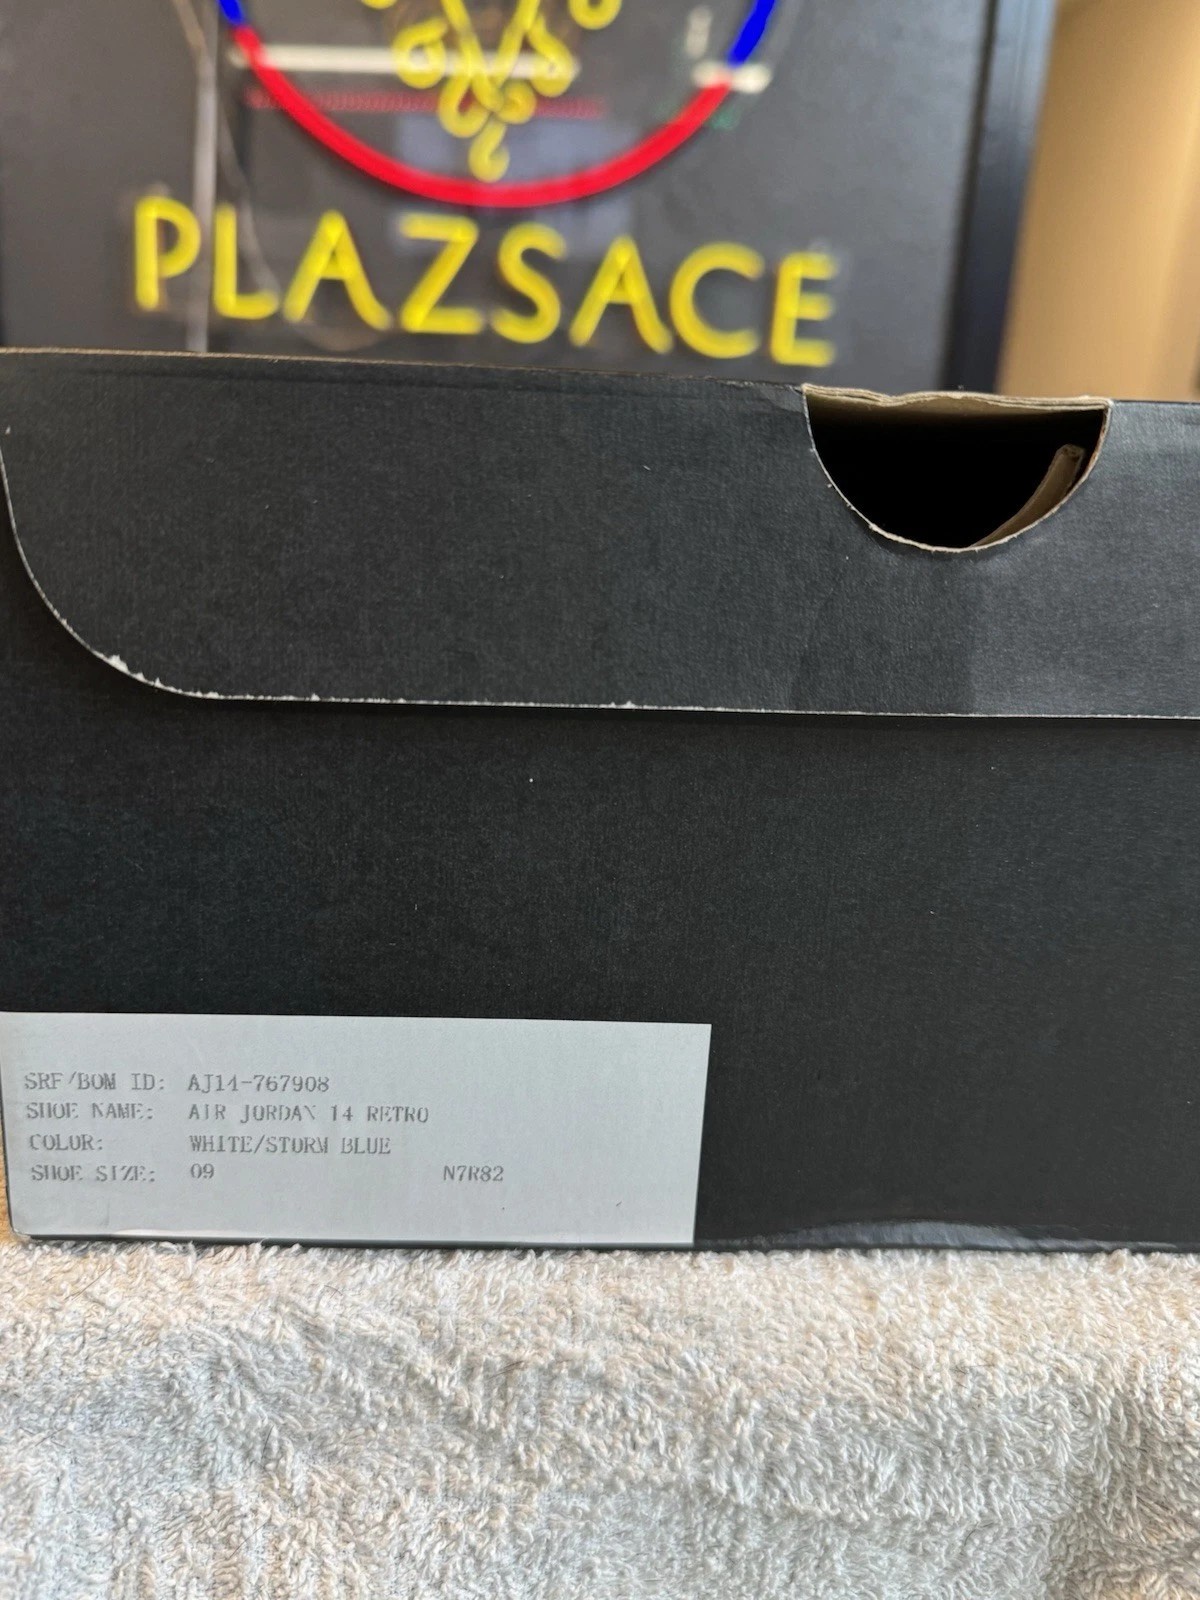 PLAZSACE
SRF/BOM ID: AJ14-767908
SHOE NAME: AIR JORDAN 14 RETRO
COLOR: WHITE/STORM BLUE
SHOE SIZE: 09 N7R82